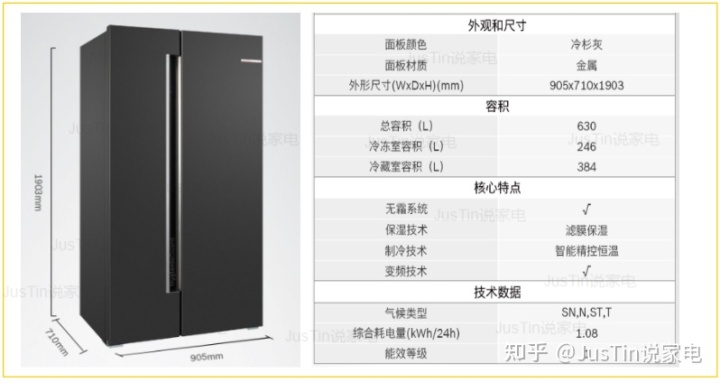 1903mm
710mm
905mm
外观和尺寸
面板颜色 冷杉灰
面板材质 金属
外形尺寸(WxDxH)(mm) 905x710x1903
容积
总容积（L） 630
冷冻室容积（L） 246
冷藏室容积（L） 384
核心特点
无霜系统 √
保湿技术 滤膜保湿
制冷技术 智能精控恒温
变频技术 √
技术数据
气候类型 SN,N,ST,T
综合耗电量(kWh/24h) 1.08
能效等级 1
JusTin说家电
知乎 @JusTin说家电